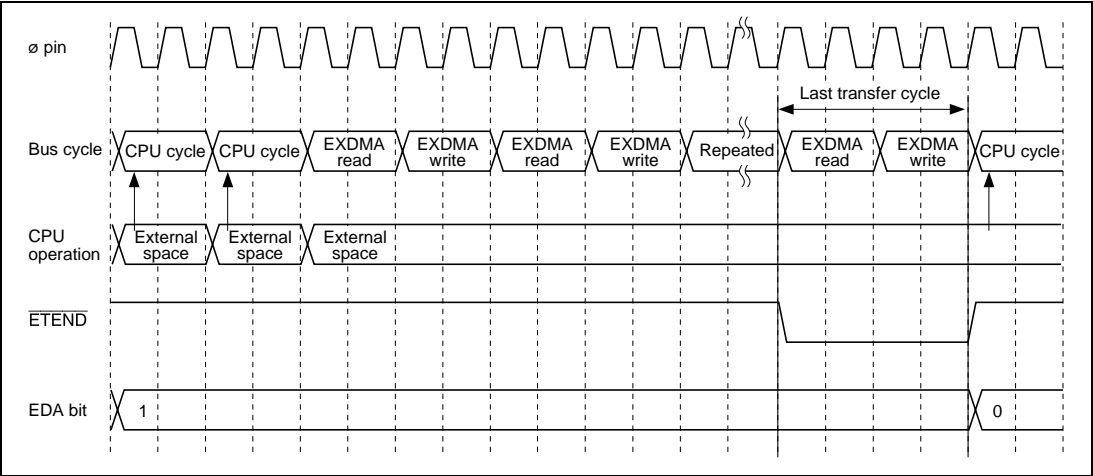 ø pin
Last transfer cycle
Bus cycle
CPU cycle
CPU cycle
EXDMA
read
EXDMA
write
EXDMA
read
EXDMA
write
Repeated
EXDMA
read
EXDMA
write
CPU cycle
CPU
operation
External
space
External
space
External
space
ETEND
EDA bit
1
0